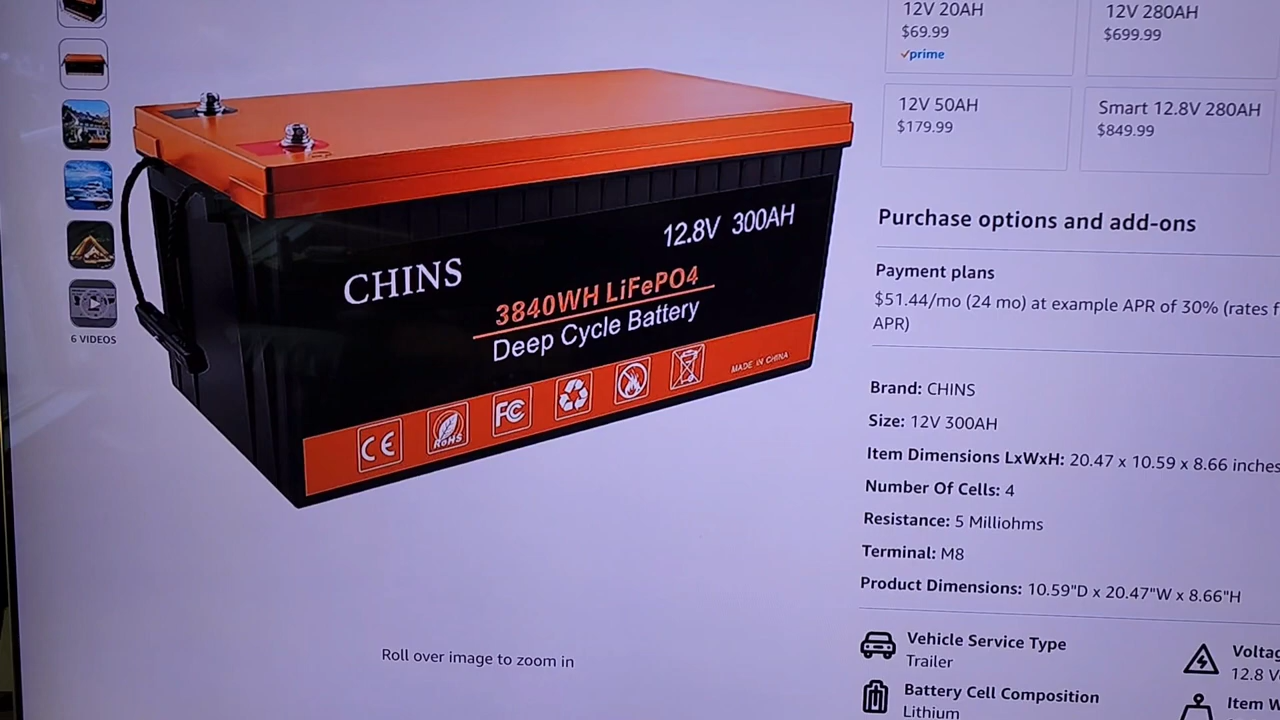 12V 20AH
$69.99
prime
12V 280AH
$699.99
12V 50AH
$179.99
Smart 12.8V 280AH
$849.99
6 VIDEOS
CHINS
12.8V 300AH
3840WH LiFePO4
Deep Cycle Battery
CE
RoHS
FC
MADE IN CHINA
Roll over image to zoom in
Purchase options and add-ons
Payment plans
$51.44/mo (24 mo) at example APR of 30% (rates f
APR)
Brand: CHINS
Size: 12V 300AH
Item Dimensions LxWxH: 20.47 x 10.59 x 8.66 inches
Number Of Cells: 4
Resistance: 5 Milliohms
Terminal: M8
Product Dimensions: 10.59"D x 20.47"W x 8.66"H
Vehicle Service Type
Trailer
Voltag
12.8 V
Battery Cell Composition
Lithium
Item W